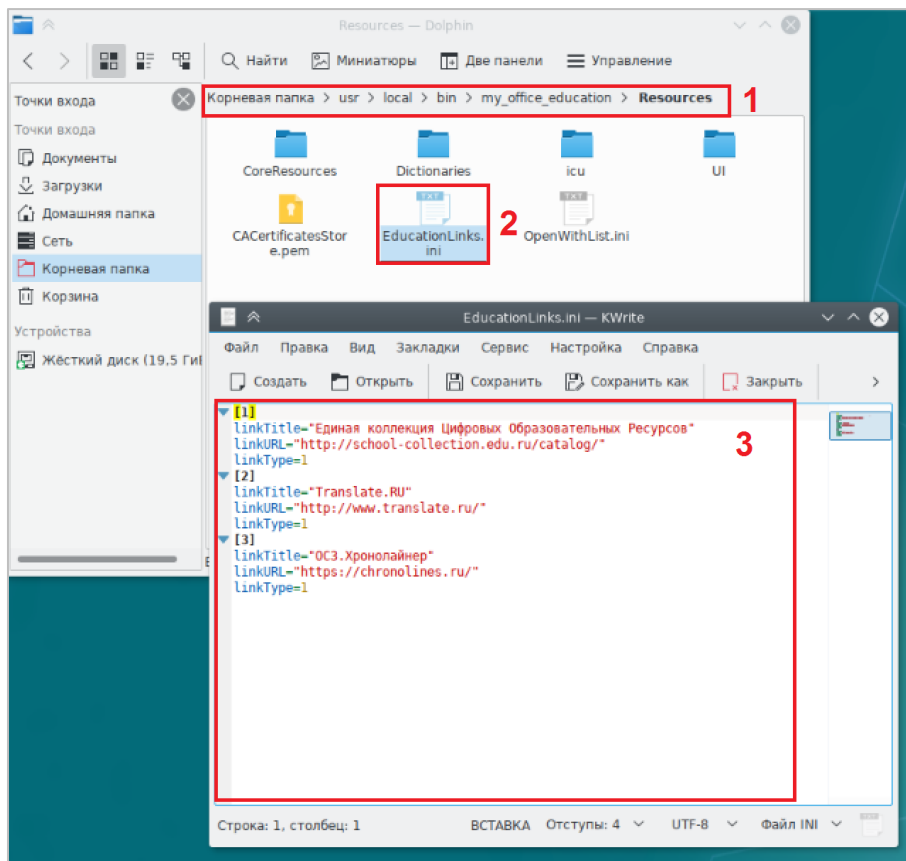 Resources — Dolphin
Найти Миниатюры Две панели Управление
Точки входа
Корневая папка > usr > local > bin > my_office_education > Resources
1
Точки входа
Документы
Загрузки
Домашняя папка
Сеть
Корневая папка
Корзина
Устройства
Жёсткий диск (19,5 Ги
CoreResources Dictionaries icu UI
TXT TXT
CACertificatesStor
e.pem
EducationLinks.
ini
2
OpenWithList.ini
EducationLinks.ini — KWrite
Файл Правка Вид Закладки Сервис Настройка Справка
Создать Открыть Сохранить Сохранить как Закрыть >
[1]
linkTitle="Единая коллекция Цифровых Образовательных Ресурсов"
linkURL="http://school-collection.edu.ru/catalog/"
linkType=1
[2]
linkTitle="Translate.RU"
linkURL="http://www.translate.ru/"
linkType=1
[3]
linkTitle="ОС3.Хронолайнер"
linkURL="https://chronolines.ru/"
linkType=1
3
Строка: 1, столбец: 1 ВСТАВКА Отступы: 4 UTF-8 Файл INI